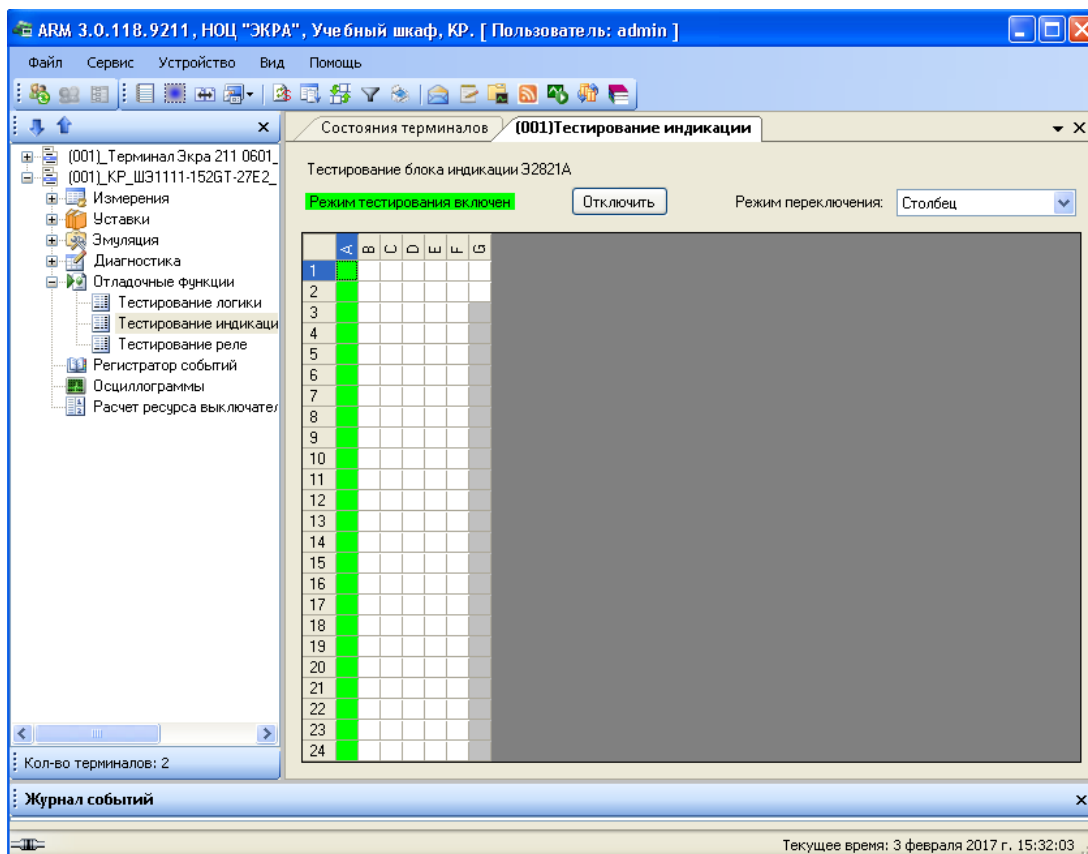 ARM 3.0.118.9211, НОЦ "ЭКРА", Учебный шкаф, КР. [ Пользователь: admin ]
Файл Сервис Устройство Вид Помощь
Состояния терминалов (001)Тестирование индикации
(001)_Терминал Экра 211 0601_
(001)_КР_ШЭ1111-152GT-27E2_
Измерения
Уставки
Эмуляция
Диагностика
Отладочные функции
Тестирование логики
Тестирование индикаци
Тестирование реле
Регистратор событий
Осциллограммы
Расчет ресурса выключател
Кол-во терминалов: 2
Тестирование блока индикации Э2821А
Режим тестирования включен Отключить Режим переключения: Столбец
A B C D E F G
1
2
3
4
5
6
7
8
9
10
11
12
13
14
15
16
17
18
19
20
21
22
23
24
Журнал событий
Текущее время: 3 февраля 2017 г. 15:32:03